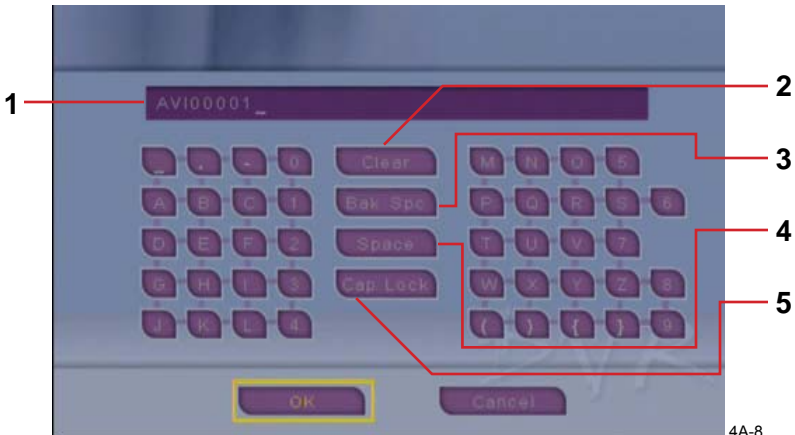 AVI00001_
1
2
_ . - 0 Clear M N O 5
3
A B C 1 Bak Spc P Q R S 6
4
D E F 2 Space T U V 7
G H I 3 Cap Lock W X Y Z 8
5
J K L 4 ( ) { } 9
DVR
OK Cancel
4A-8